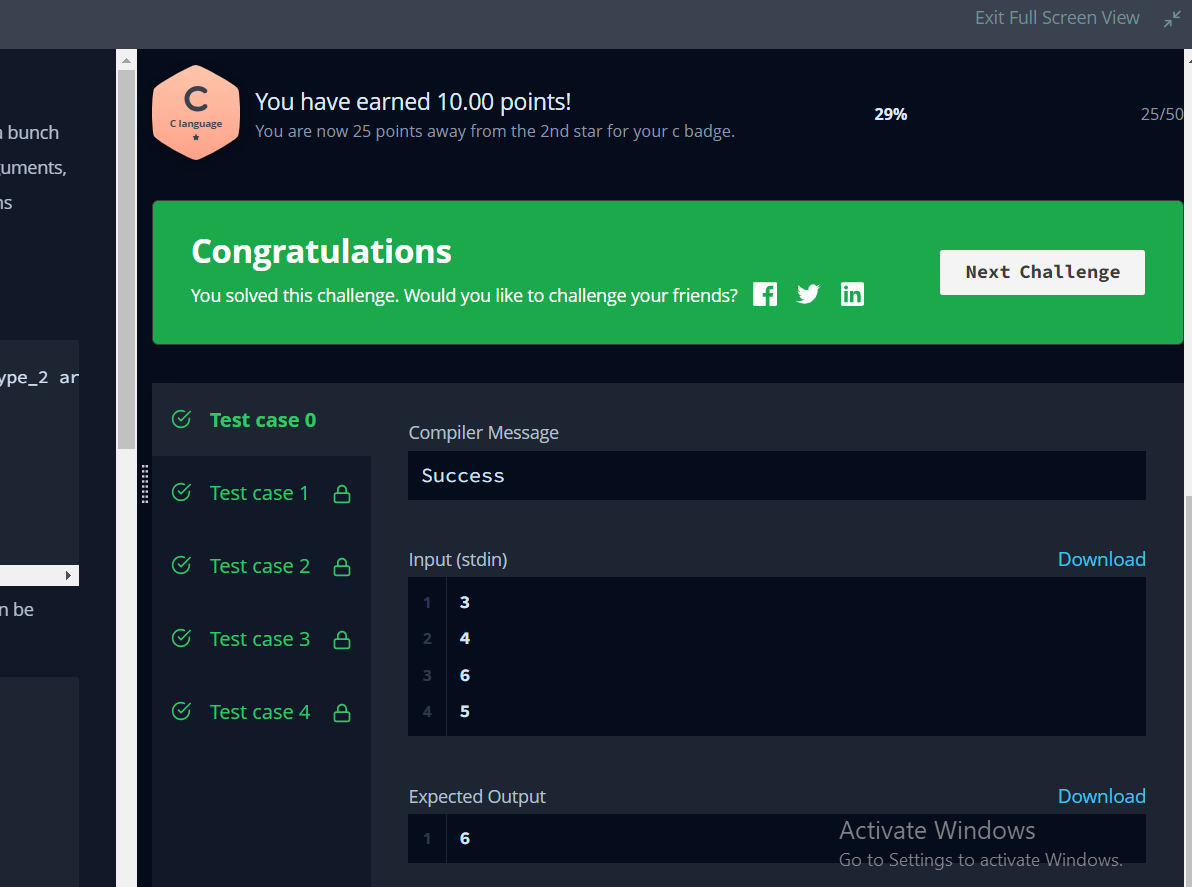 Exit Full Screen View
bunch
uments,
ns
ype_2 ar
n be
C
C language
You have earned 10.00 points!
You are now 25 points away from the 2nd star for your c badge.
29%
25/50
Congratulations
You solved this challenge. Would you like to challenge your friends?
Next Challenge
Test case 0
Test case 1
Test case 2
Test case 3
Test case 4
Compiler Message
Success
Input (stdin)
Download
1 3
2 4
3 6
4 5
Expected Output
Download
1 6
Activate Windows
Go to Settings to activate Windows.